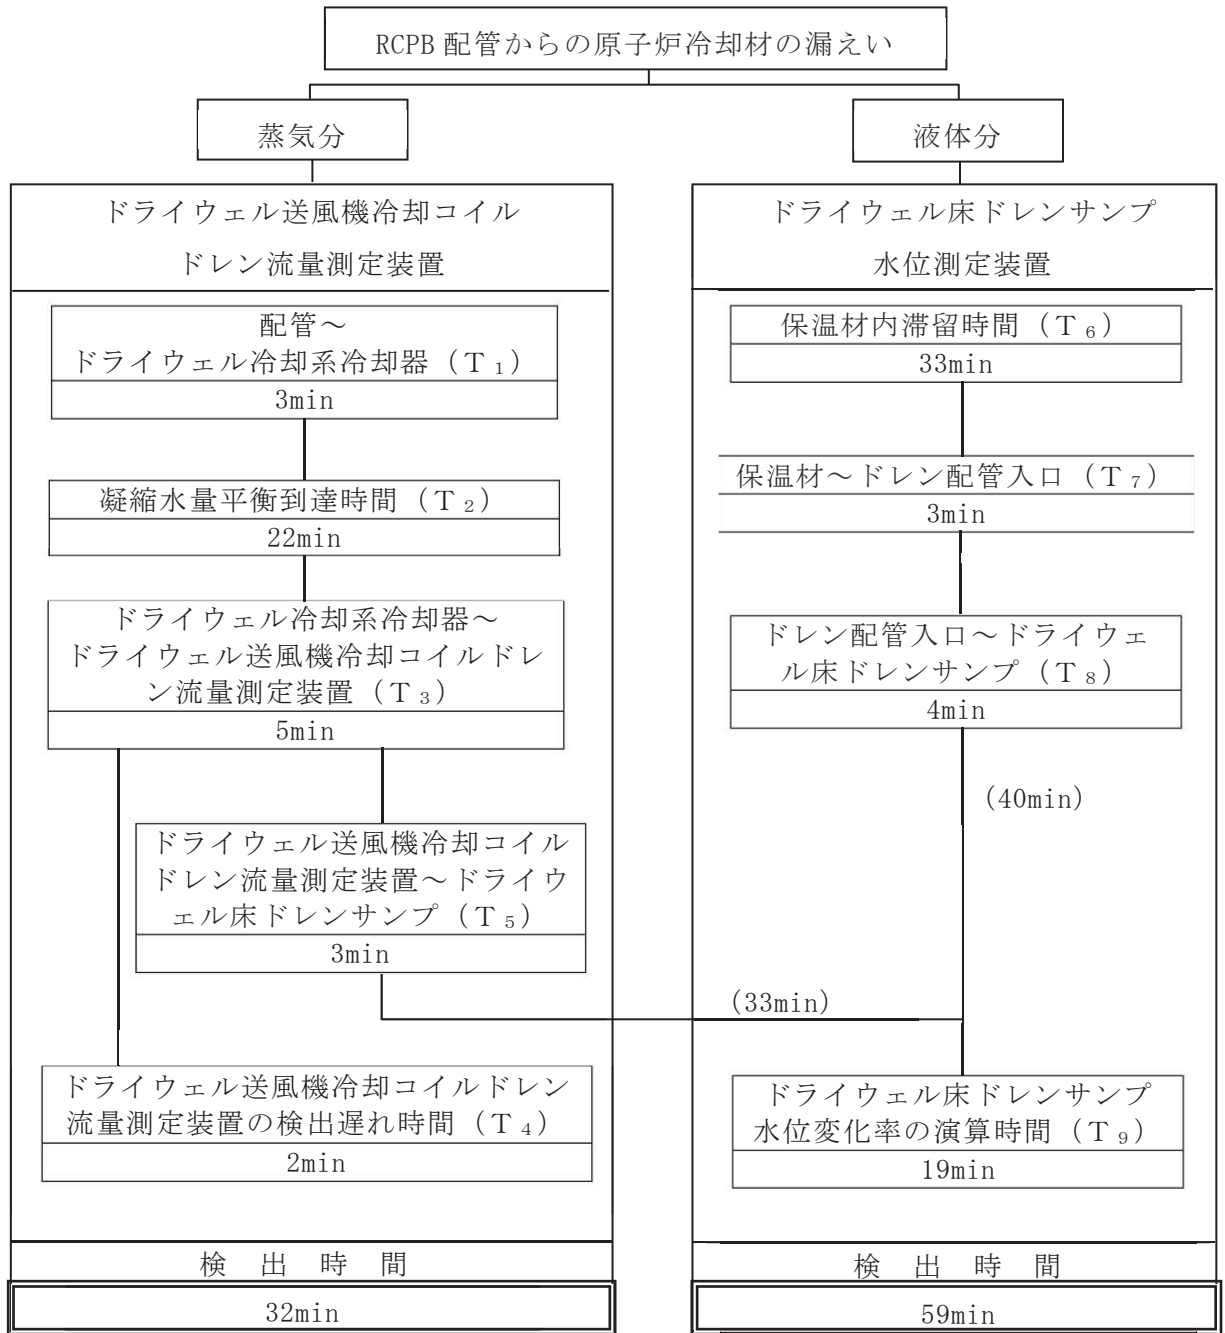 RCPB 配管からの原子炉冷却材の漏えい
蒸気分
液体分
ドライウェル送風機冷却コイル
ドレン流量測定装置
配管～
ドライウェル冷却系冷却器（Ｔ₁）
3min
凝縮水量平衡到達時間（Ｔ₂）
22min
ドライウェル冷却系冷却器～
ドライウェル送風機冷却コイルドレ
ン流量測定装置（Ｔ₃）
5min
ドライウェル送風機冷却コイル
ドレン流量測定装置～ドライウ
ェル床ドレンサンプ（Ｔ₅）
3min
(33min)
ドライウェル送風機冷却コイルドレン
流量測定装置の検出遅れ時間（Ｔ₄）
2min
検 出 時 間
32min
ドライウェル床ドレンサンプ
水位測定装置
保温材内滞留時間（Ｔ₆）
33min
保温材～ドレン配管入口（Ｔ₇）
3min
ドレン配管入口～ドライウェ
ル床ドレンサンプ（Ｔ₈）
4min
(40min)
ドライウェル床ドレンサンプ
水位変化率の演算時間（Ｔ₉）
19min
検 出 時 間
59min